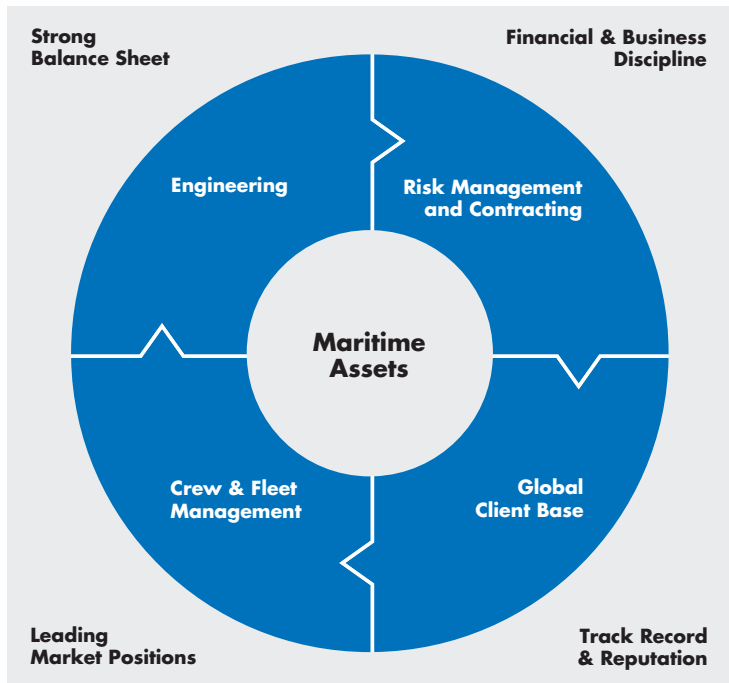 Strong
Balance Sheet
Financial & Business
Discipline
Engineering
Risk Management
and Contracting
Maritime
Assets
Crew & Fleet
Management
Global
Client Base
Leading
Market Positions
Track Record
& Reputation